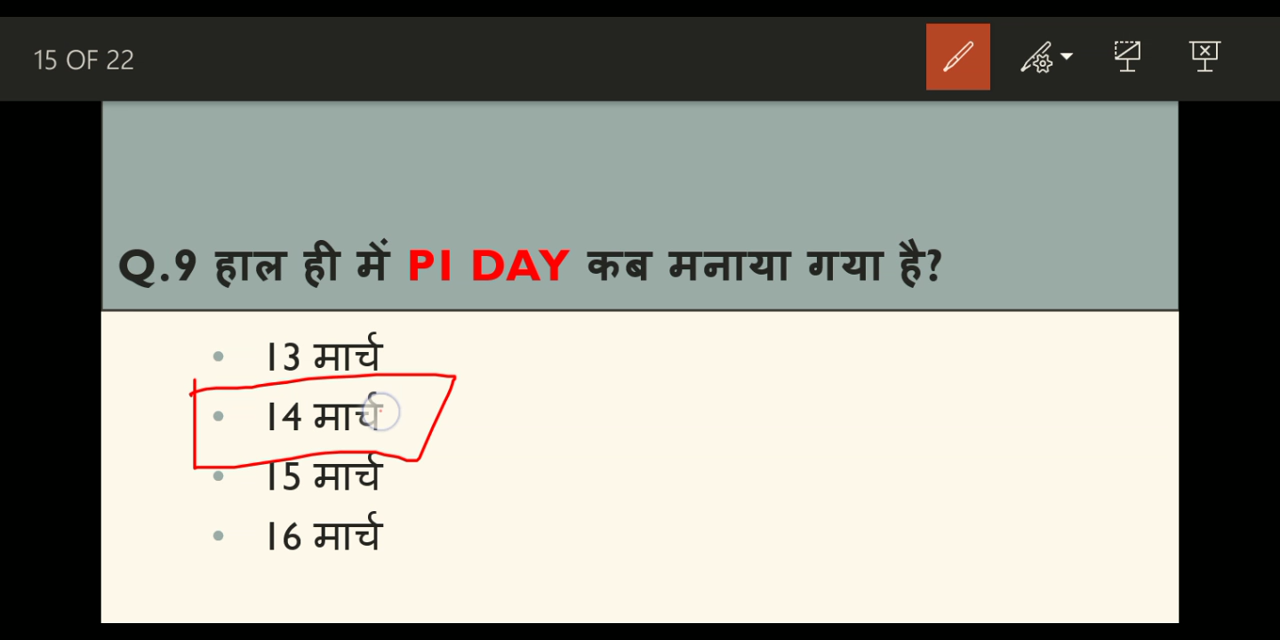 15 OF 22
Q.9 हाल ही में PI DAY कब मनाया गया है?
• 13 मार्च
• 14 मार्च
• 15 मार्च
• 16 मार्च